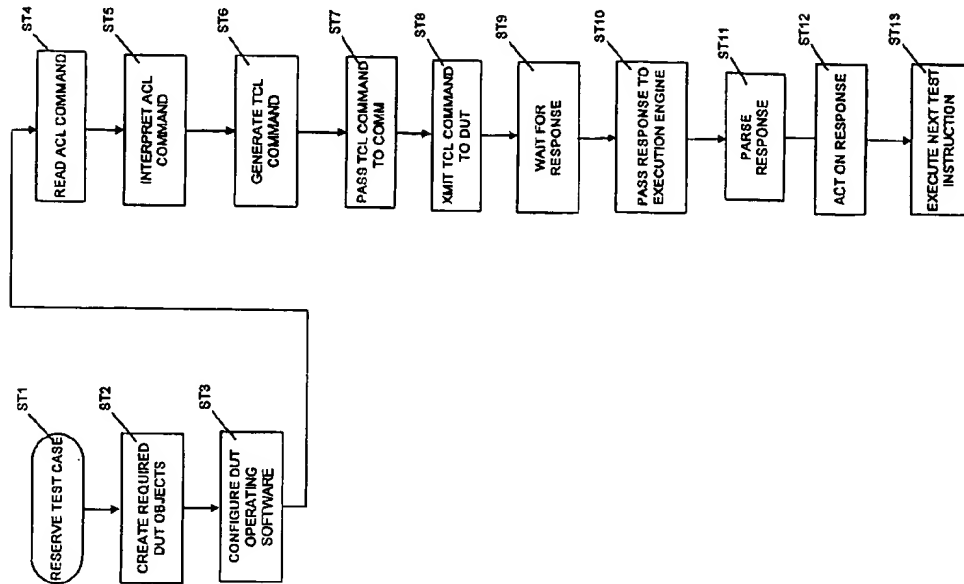 ST1
RESERVE TEST CASE
ST2
CREATE REQUIRED
DUT OBJECTS
ST3
CONFIGURE DUT
OPERATING
SOFTWARE
ST4
READ ACL COMMAND
ST5
INTERPRET ACL
COMMAND
ST6
GENERATE TCL
COMMAND
ST7
PASS TCL COMMAND
TO COMM
ST8
XMIT TCL COMMAND
TO DUT
ST9
WAIT FOR
RESPONSE
ST10
PASS RESPONSE TO
EXECUTION ENGINE
ST11
PARSE
RESPONSE
ST12
ACT ON RESPONSE
ST13
EXECUTE NEXT TEST
INSTRUCTION